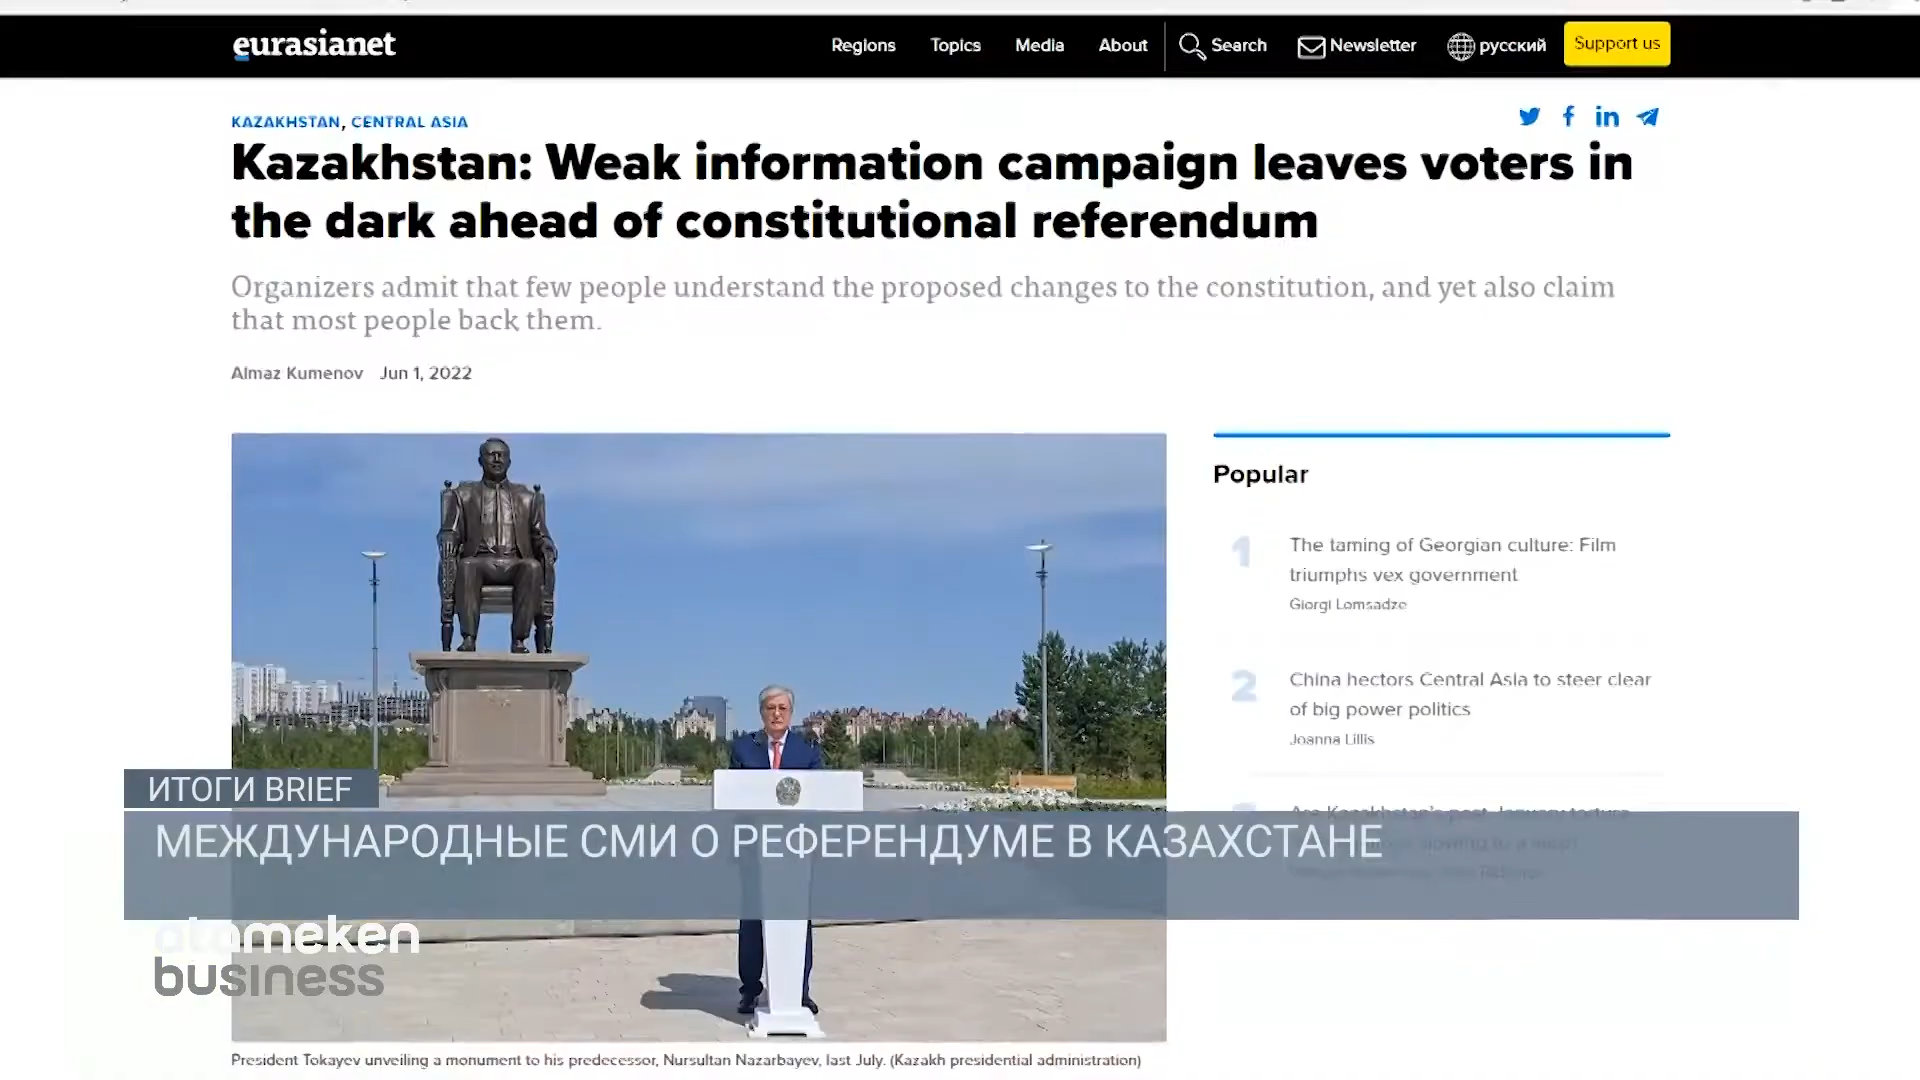 eurasianet
Regions Topics Media About Search Newsletter русский Support us
KAZAKHSTAN, CENTRAL ASIA
Kazakhstan: Weak information campaign leaves voters in
the dark ahead of constitutional referendum
Organizers admit that few people understand the proposed changes to the constitution, and yet also claim
that most people back them.
Almaz Kumenov Jun 1, 2022
Popular
1 The taming of Georgian culture: Film
triumphs vex government
Giorgi Lomsadze
2 China hectors Central Asia to steer clear
of big power politics
Joanna Lillis
Are Kazakhstan's post-January torture
ИТОГИ BRIEF
МЕЖДУНАРОДНЫЕ СМИ О РЕФЕРЕНДУМЕ В КАЗАХСТАНЕ
atameken
business
President Tokayev unveiling a monument to his predecessor, Nursultan Nazarbayev, last July. (Kazakh presidential administration)